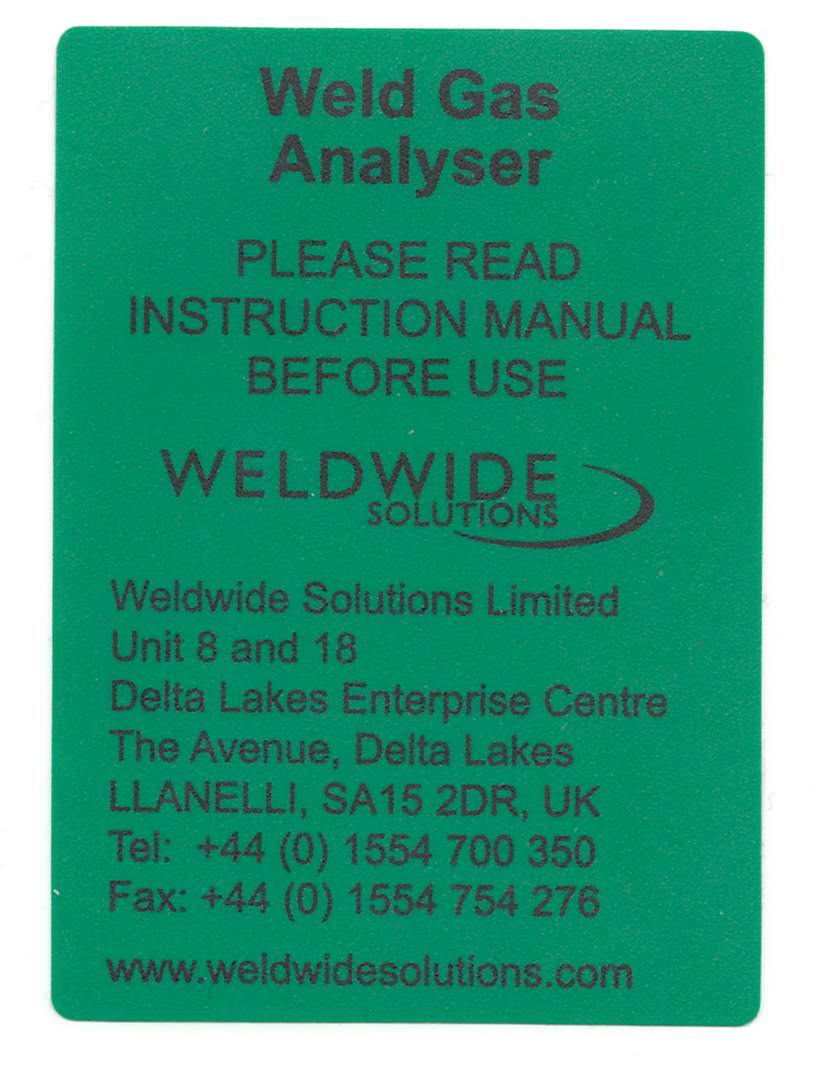 Weld Gas
Analyser
PLEASE READ
INSTRUCTION MANUAL
BEFORE USE
WELDWIDE
SOLUTIONS
Weldwide Solutions Limited
Unit 8 and 18
Delta Lakes Enterprise Centre
The Avenue, Delta Lakes
LLANELLI, SA15 2DR, UK
Tel: +44 (0) 1554 700 350
Fax: +44 (0) 1554 754 276
www.weldwidesolutions.com